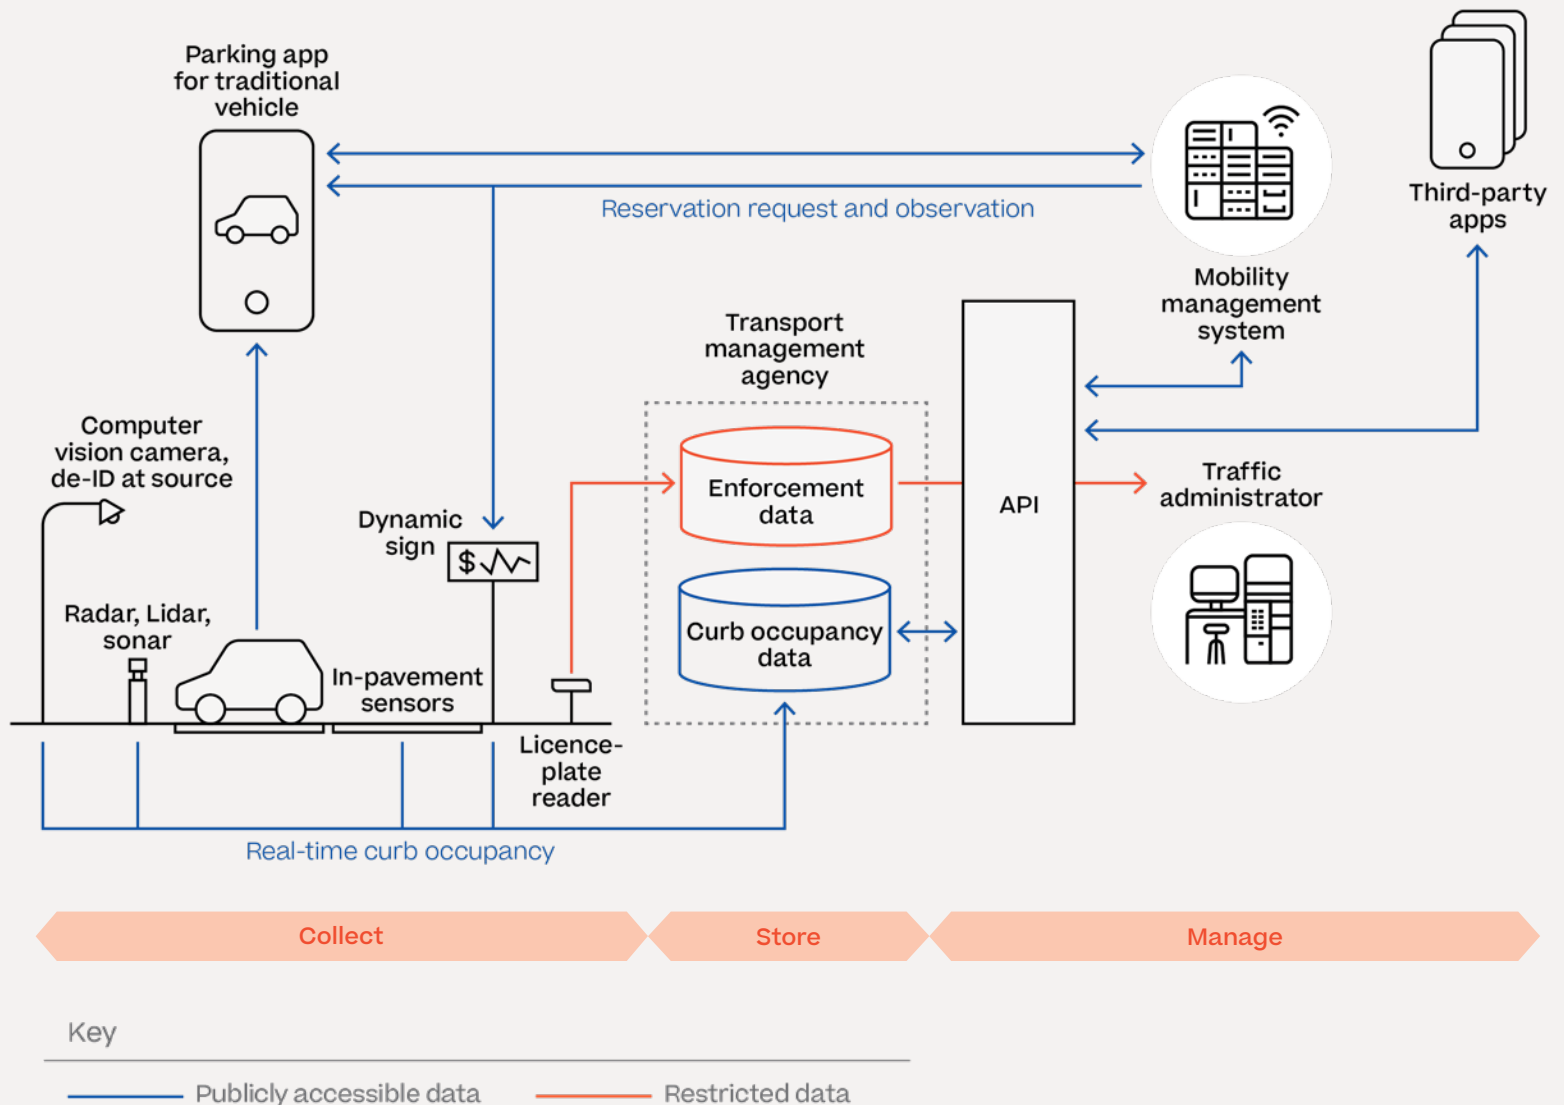 Parking app
for traditional
vehicle
Reservation request and observation
Third-party
apps
Mobility
management
system
Transport
management
agency
Computer
vision camera,
de-ID at source
Dynamic
sign
$
Enforcement
data
API
Traffic
administrator
Radar, Lidar,
sonar
In-pavement
sensors
Curb occupancy
data
Licence-
plate
reader
Real-time curb occupancy
Collect
Store
Manage
Key
Publicly accessible data
Restricted data